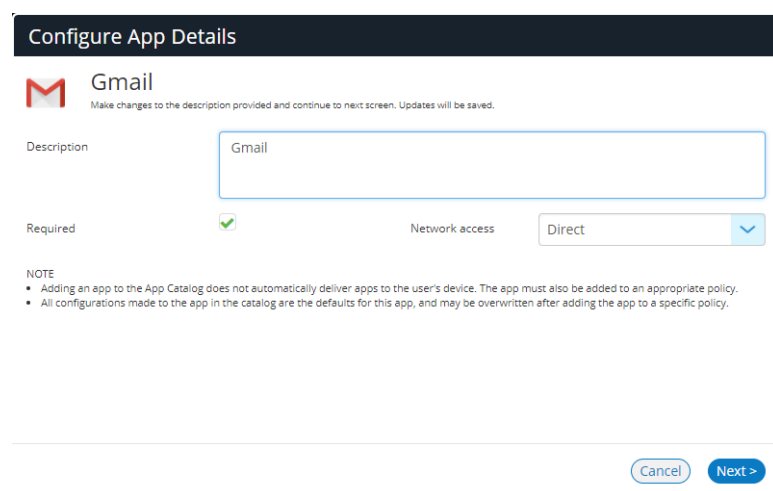 Configure App Details
Gmail
Make changes to the description provided and continue to next screen. Updates will be saved.
Description
Gmail
Required
Network access
Direct
NOTE
• Adding an app to the App Catalog does not automatically deliver apps to the user's device. The app must also be added to an appropriate policy.
• All configurations made to the app in the catalog are the defaults for this app, and may be overwritten after adding the app to a specific policy.
Cancel
Next >